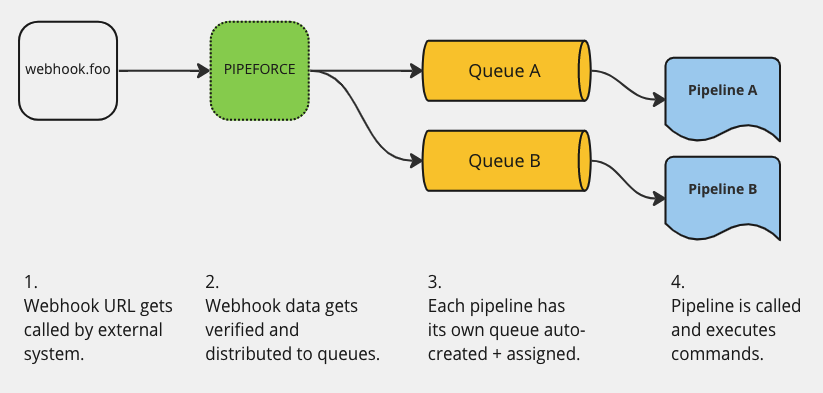 webhook.foo
PIPEFORCE
Queue A
Pipeline A
Queue B
Pipeline B
1.
Webhook URL gets
called by external
system.
2.
Webhook data gets
verified and
distributed to queues.
3.
Each pipeline has
its own queue auto-
created + assigned.
4.
Pipeline is called
and executes
commands.